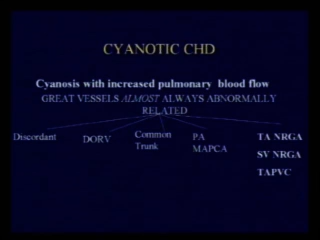 CYANOTIC CHD
Cyanosis with increased pulmonary blood flow
GREAT VESSELS ALMOST ALWAYS ABNORMALLY
RELATED
Discordant
DORV
Common
Trunk
PA
MAPCA
TA NRGA
SV NRGA
TAPVC